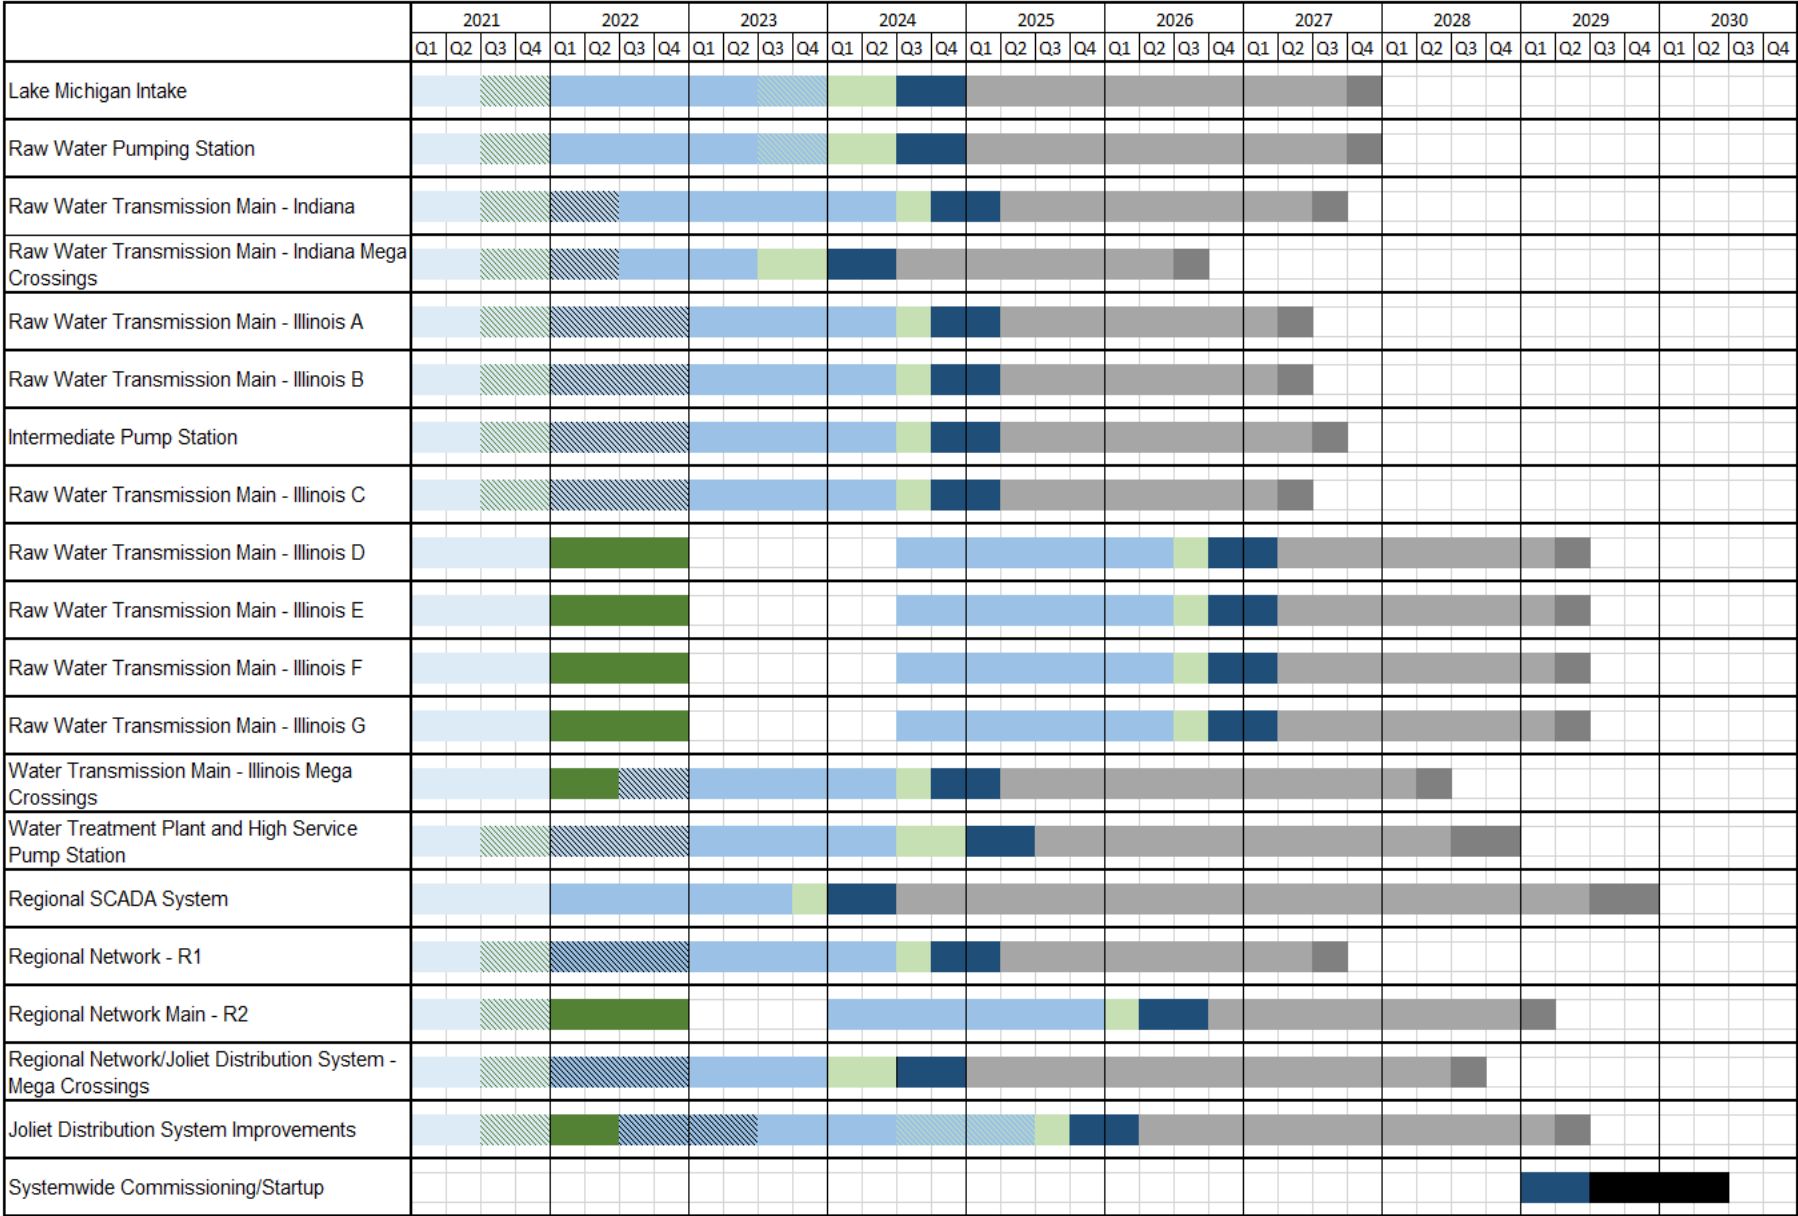 2021 2022 2023 2024 2025 2026 2027 2028 2029 2030
Q1 Q2 Q3 Q4 Q1 Q2 Q3 Q4 Q1 Q2 Q3 Q4 Q1 Q2 Q3 Q4 Q1 Q2 Q3 Q4 Q1 Q2 Q3 Q4 Q1 Q2 Q3 Q4 Q1 Q2 Q3 Q4 Q1 Q2 Q3 Q4 Q1 Q2 Q3 Q4
Lake Michigan Intake
Raw Water Pumping Station
Raw Water Transmission Main - Indiana
Raw Water Transmission Main - Indiana Mega
Crossings
Raw Water Transmission Main - Illinois A
Raw Water Transmission Main - Illinois B
Intermediate Pump Station
Raw Water Transmission Main - Illinois C
Raw Water Transmission Main - Illinois D
Raw Water Transmission Main - Illinois E
Raw Water Transmission Main - Illinois F
Raw Water Transmission Main - Illinois G
Water Transmission Main - Illinois Mega
Crossings
Water Treatment Plant and High Service
Pump Station
Regional SCADA System
Regional Network - R1
Regional Network Main - R2
Regional Network/Joliet Distribution System -
Mega Crossings
Joliet Distribution System Improvements
Systemwide Commissioning/Startup